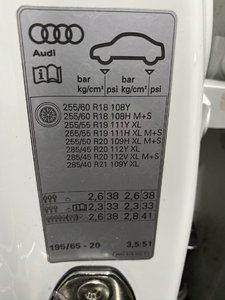 Audi
bar kg/cm² psi bar kg/cm² psi
255/60 R18 108Y
255/60 R18 108H M+S
255/55 R19 111Y XL
255/55 R19 111H XL M+S
255/50 R20 109H XL M+S
285/45 R20 112Y XL
285/45 R20 112V XL M+S
285/40 R21 109Y XL
2,6 38 2,6 38
2,3 33 2,3 33
2,6 38 2,8 41
195/65 - 20 3,5 51